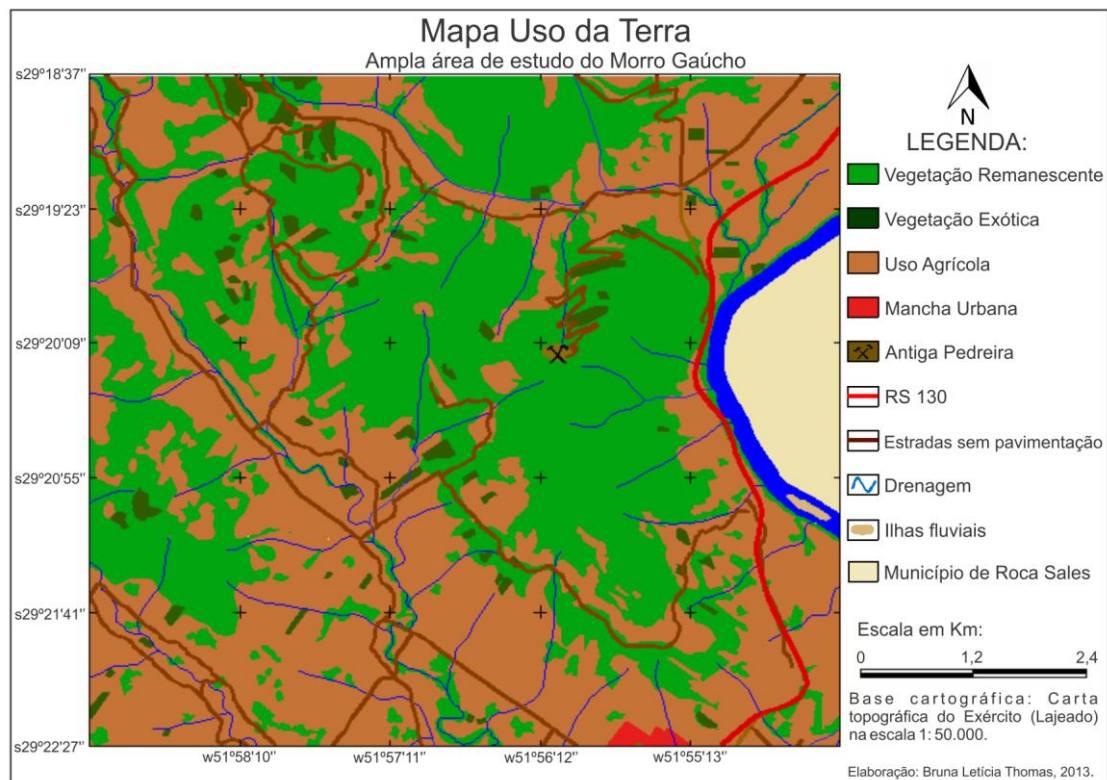 Mapa Uso da Terra
Ampla área de estudo do Morro Gaúcho
s29º18'37"
s29º19'23"
s29º20'09"
s29º20'55"
s29º21'41"
s29º22'27"
w51º58'10"
w51º57'11"
w51º56'12"
w51º55'13"
N
LEGENDA:
Vegetação Remanescente
Vegetação Exótica
Uso Agrícola
Mancha Urbana
Antiga Pedreira
RS 130
Estradas sem pavimentação
Drenagem
Ilhas fluviais
Município de Roca Sales
Escala em Km:
0 1,2 2,4
Base cartográfica: Carta
topográfica do Exército (Lajeado)
na escala 1: 50.000.
Elaboração: Bruna Letícia Thomas, 2013.